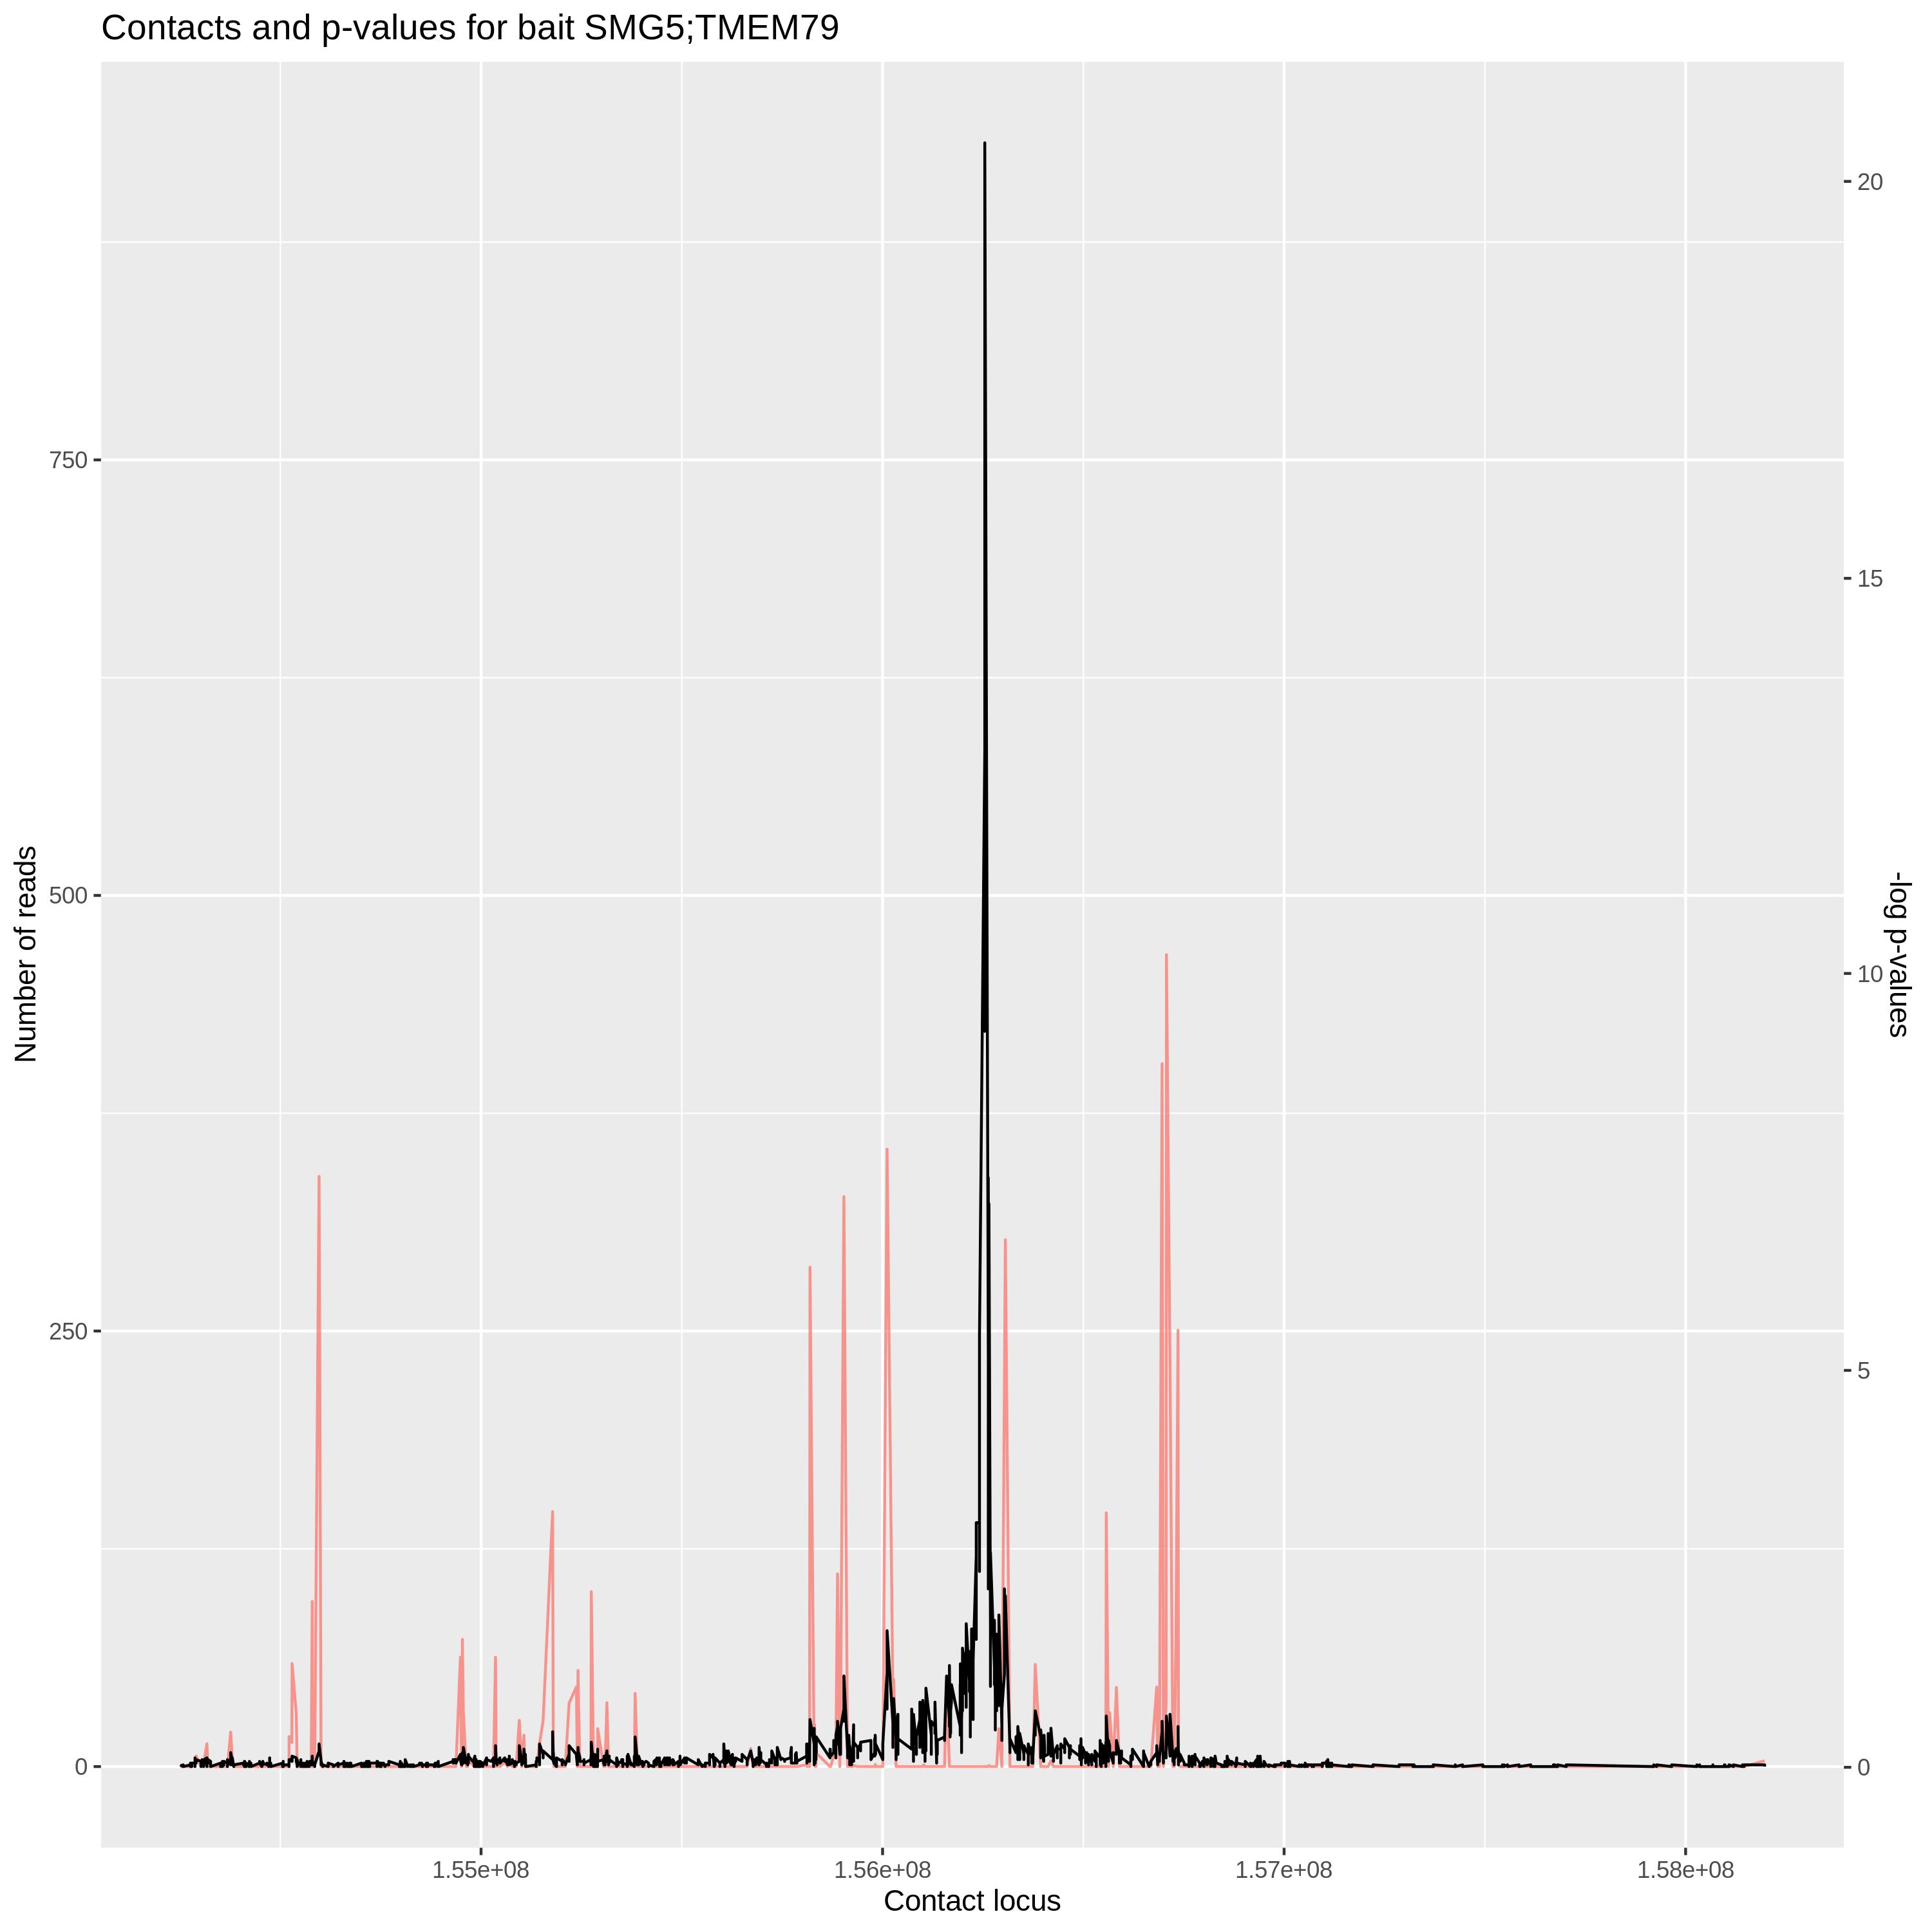 Contacts and p-values for bait SMG5;TMEM79
Number of reads
750
500
250
0
20
15
10
5
0
-log p-values
1.55e+08
1.56e+08
1.57e+08
1.58e+08
Contact locus